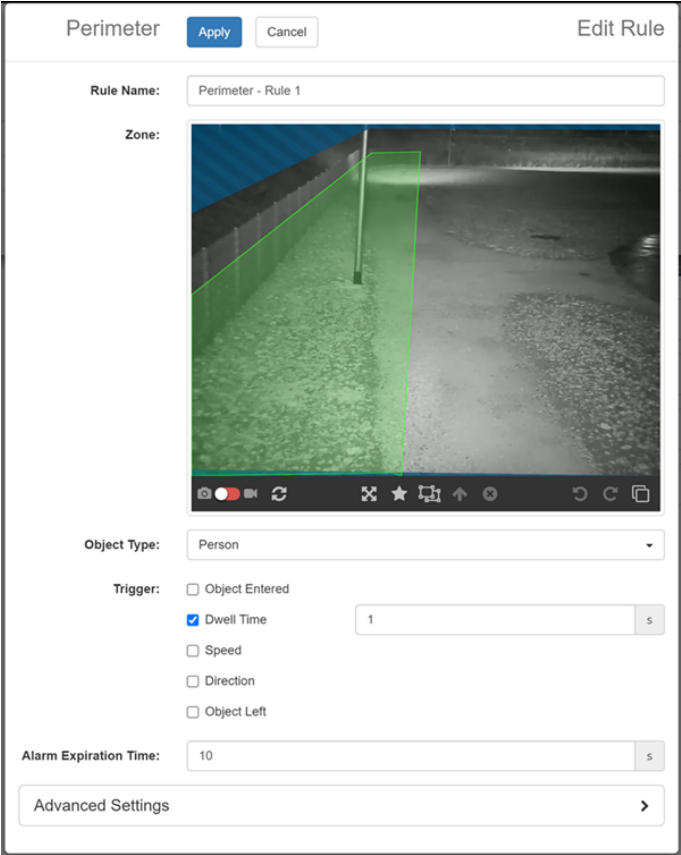 Perimeter Apply Cancel Edit Rule
Rule Name: Perimeter - Rule 1
Zone:
Object Type: Person
Trigger: Object Entered
Dwell Time 1 s
Speed
Direction
Object Left
Alarm Expiration Time: 10 s
Advanced Settings